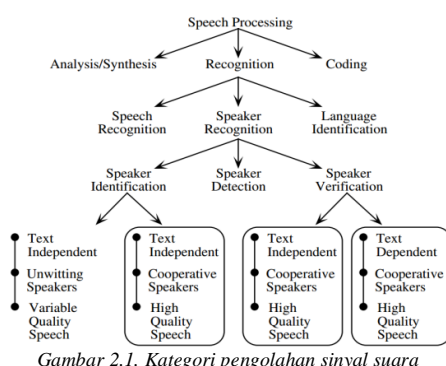 Speech Processing
Analysis/Synthesis Recognition Coding
Speech Speaker Language
Recognition Recognition Identification
Speaker Speaker Speaker
Identification Detection Verification
Text Text Text Text
Independent Independent Independent Dependent
Unwitting Cooperative Cooperative Cooperative
Speakers Speakers Speakers Speakers
Variable High High High
Quality Quality Quality Quality
Speech Speech Speech Speech
Gambar 2.1. Kategori pengolahan sinyal suara